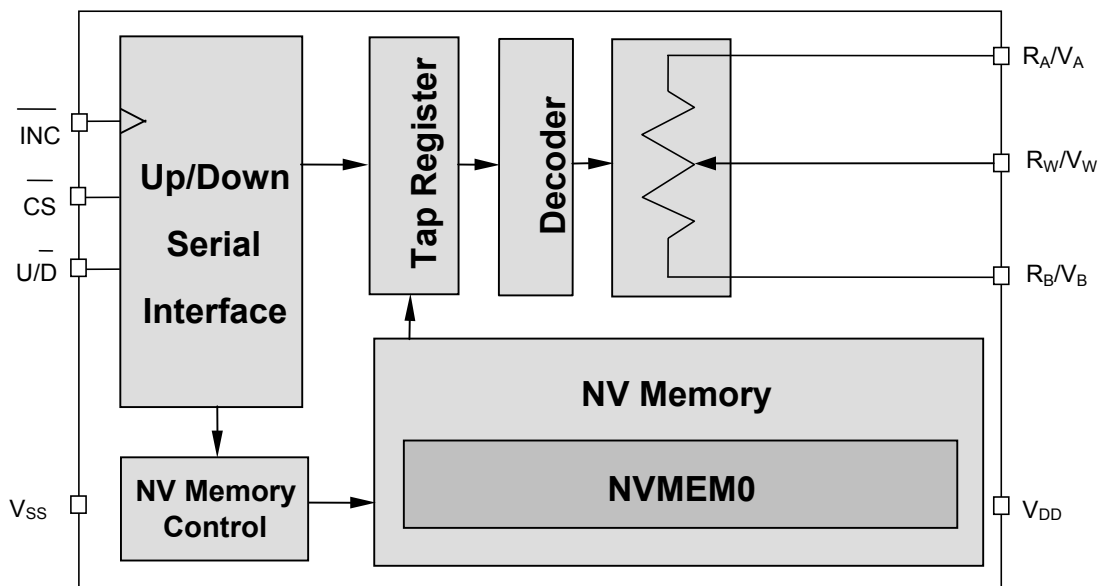 INC
CS
U/D
VSS
Up/Down
Serial
Interface
Tap Register
Decoder
RA/VA
RW/VW
RB/VB
NV Memory
Control
NV Memory
NVMEM0
VDD